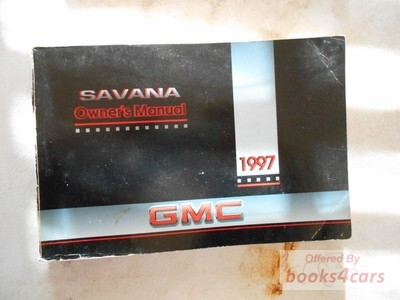 SAVANA
Owner's Manual
1997
GMC
Offered By
books4cars